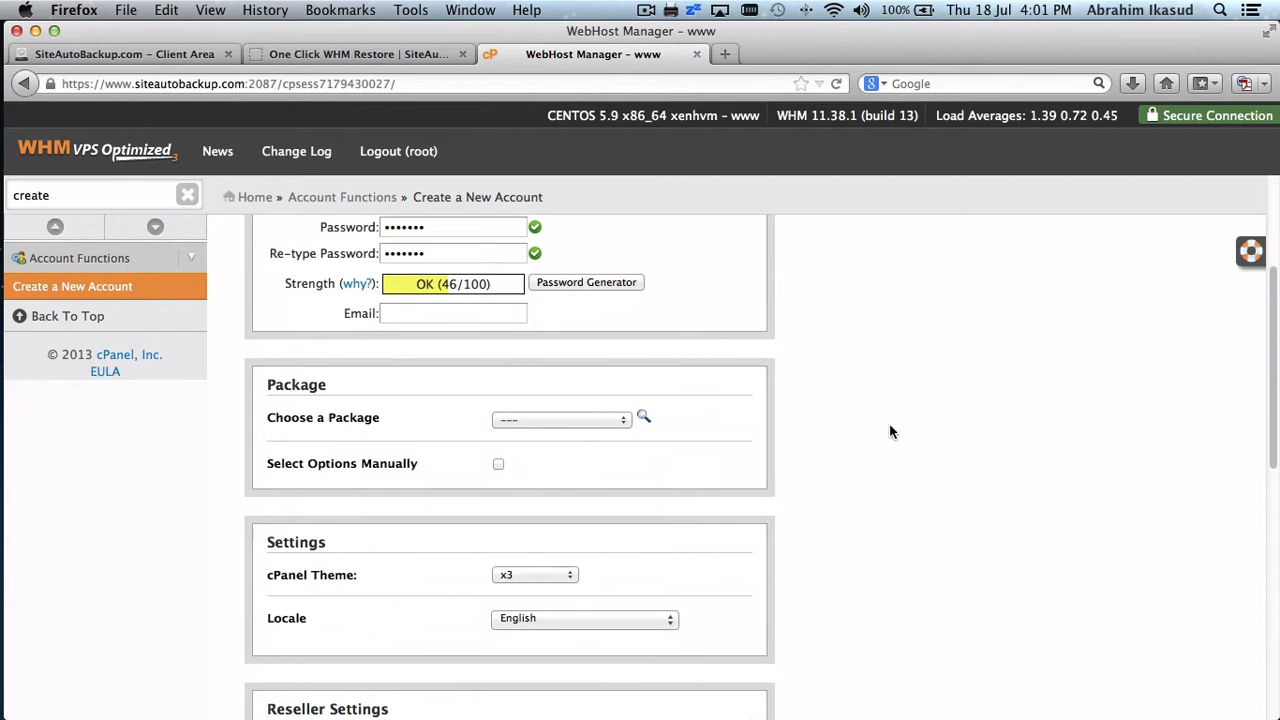 Firefox File Edit View History Bookmarks Tools Window Help 100% Thu 18 Jul 4:01 PM Abrahim Ikasud
WebHost Manager - www
SiteAutoBackup.com - Client Area One Click WHM Restore | SiteAu... cP WebHost Manager - www
https://www.siteautobackup.com:2087/cpsess7179430027/ Google
CENTOS 5.9 x86_64 xenhvm – www WHM 11.38.1 (build 13) Load Averages: 1.39 0.72 0.45 Secure Connection
WHM VPS Optimized 3 News Change Log Logout (root)
create Home » Account Functions » Create a New Account
Password: •••••••
Account Functions Re-type Password: •••••••
Create a New Account Strength (why?): OK (46/100) Password Generator
Back To Top Email:
© 2013 cPanel, Inc.
EULA
Package
Choose a Package ---
Select Options Manually
Settings
cPanel Theme: x3
Locale English
Reseller Settings